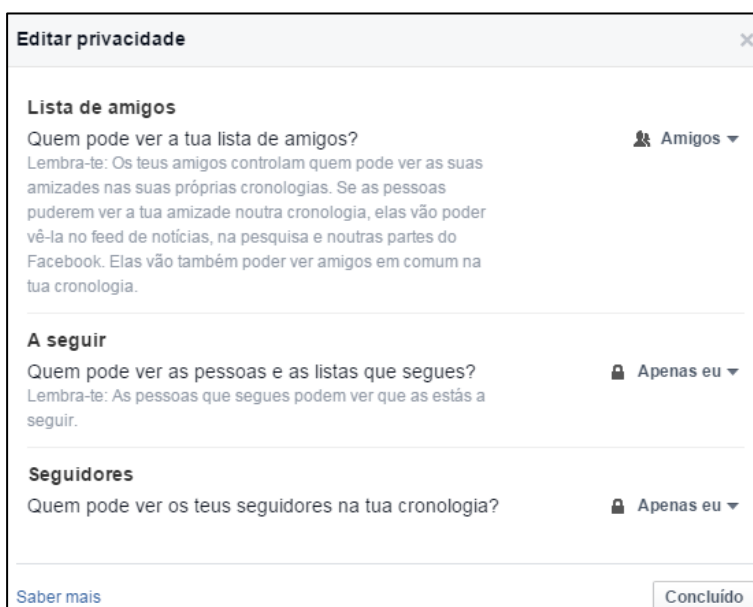 Editar privacidade
Lista de amigos
Quem pode ver a tua lista de amigos? Amigos
Lembra-te: Os teus amigos controlam quem pode ver as suas
amizades nas suas próprias cronologias. Se as pessoas
puderem ver a tua amizade noutra cronologia, elas vão poder
vê-la no feed de notícias, na pesquisa e noutras partes do
Facebook. Elas vão também poder ver amigos em comum na
tua cronologia.
A seguir
Quem pode ver as pessoas e as listas que segues? Apenas eu
Lembra-te: As pessoas que segues podem ver que as estás a
seguir.
Seguidores
Quem pode ver os teus seguidores na tua cronologia? Apenas eu
Saber mais Concluído